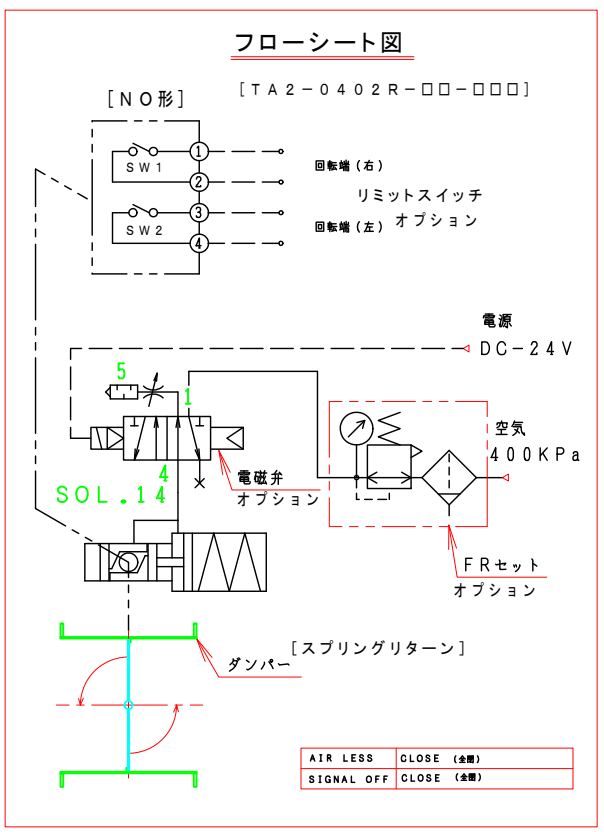 フローシート図
[TA2-0402R-□□-□□□]
[NO形]
1
SW1
2
回転端(右)
リミットスイッチ
オプション
3
SW2
4
回転端(左)
電源
DC-24V
5
1
空気
400KPa
4
SOL.14
電磁弁
オプション
FRセット
オプション
[スプリングリターン]
ダンパー
AIR LESS CLOSE (全閉)
SIGNAL OFF CLOSE (全閉)